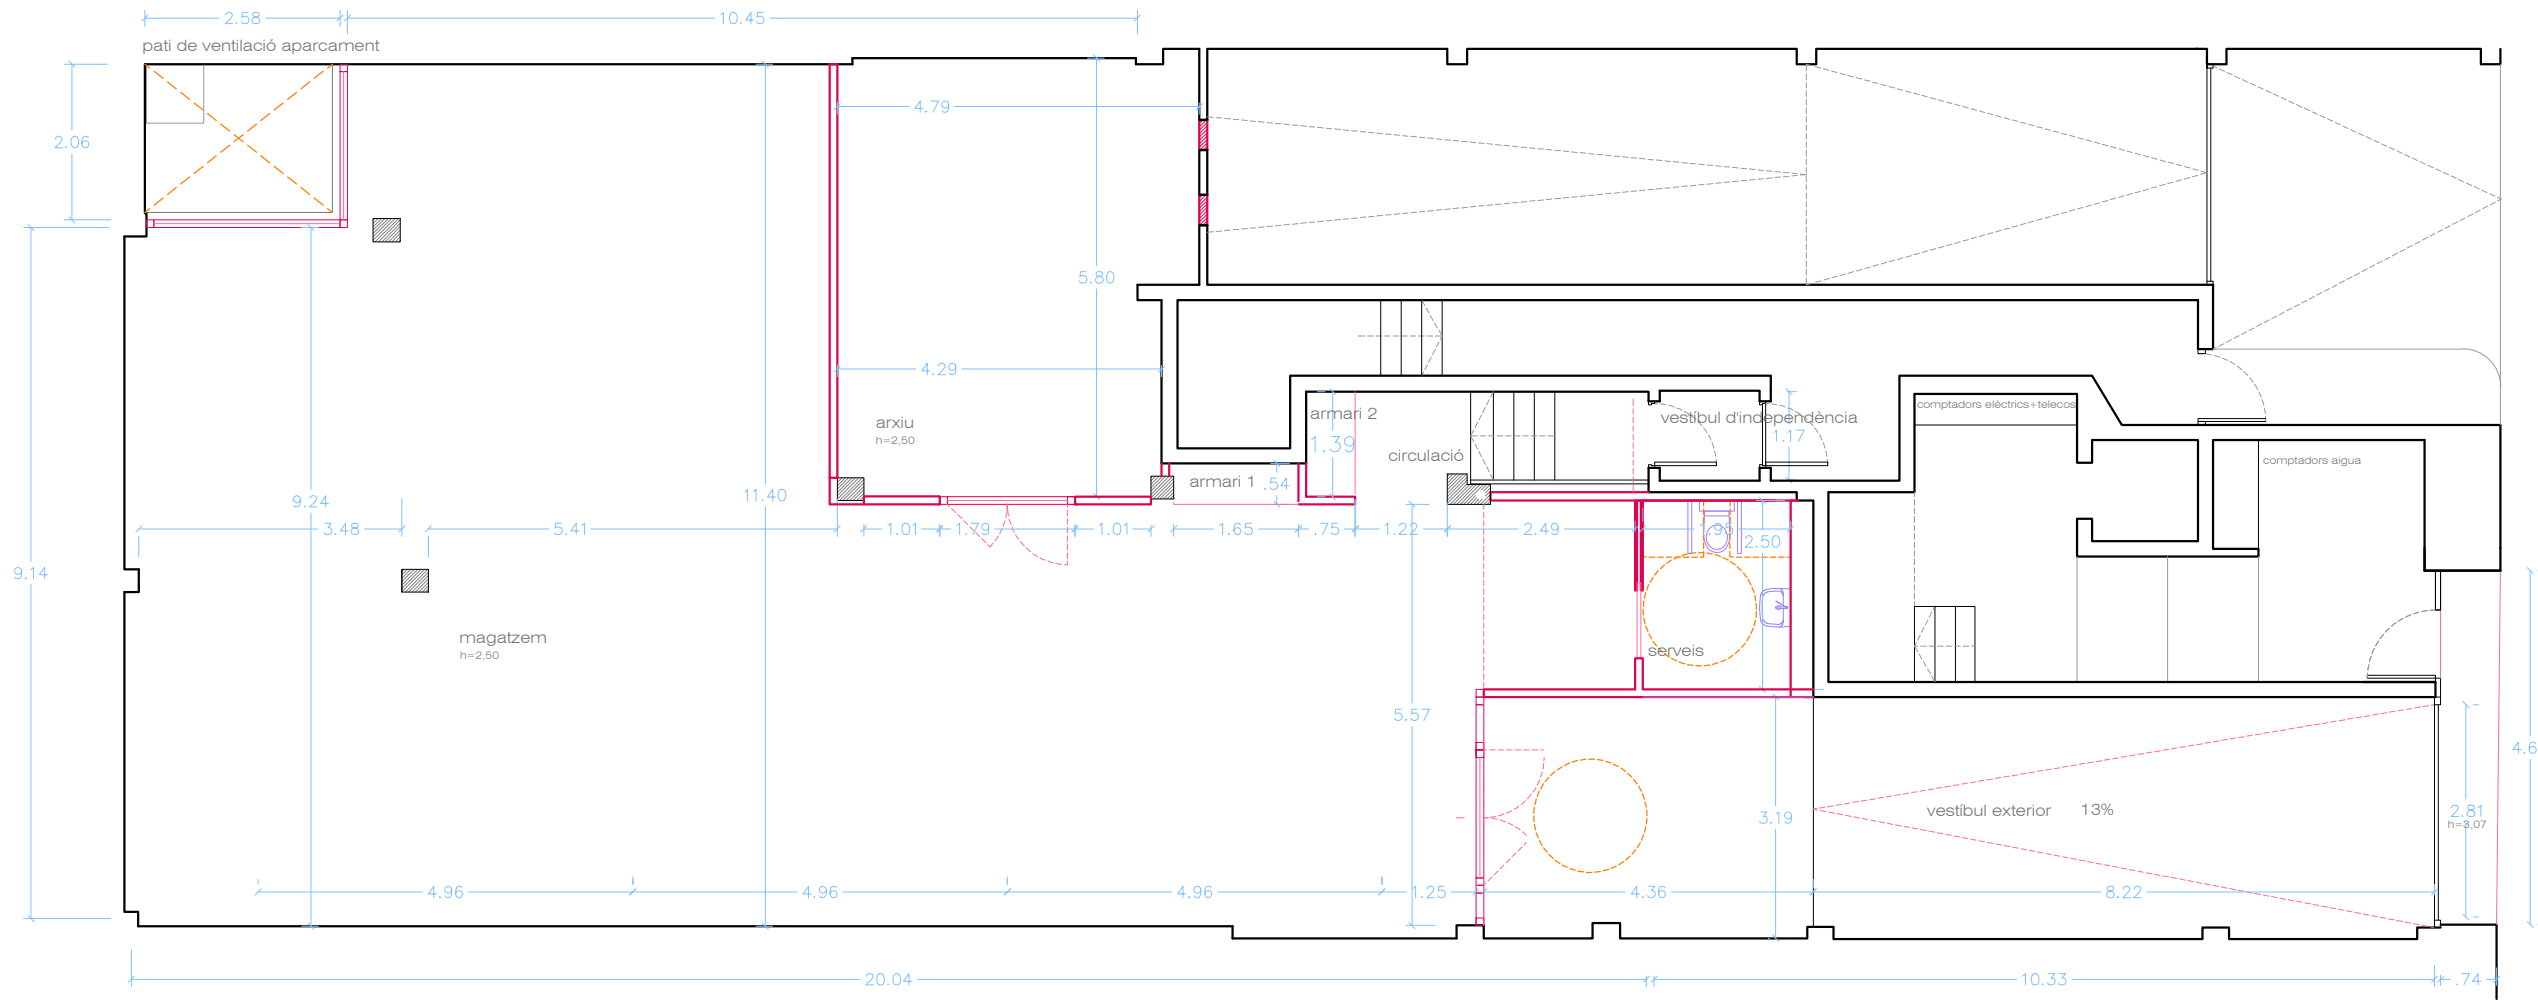 2.58
10.45
pati de ventilació aparcament
4.79
2.06
5.80
4.29
arxiu
h=2,50
armari 2
1.39
vestíbul d'independència
1.17
comptadors elèctrics+telecos
circulació
comptadors aigua
armari 1
.54
9.24
11.40
3.48
5.41
1.01
1.79
1.01
1.65
.75
1.22
2.49
.95
2.50
9.14
magatzem
h=2,50
serveis
5.57
4.6
3.19
vestíbul exterior
13%
2.81
h=3,07
4.96
4.96
4.96
1.25
4.36
8.22
20.04
10.33
.74